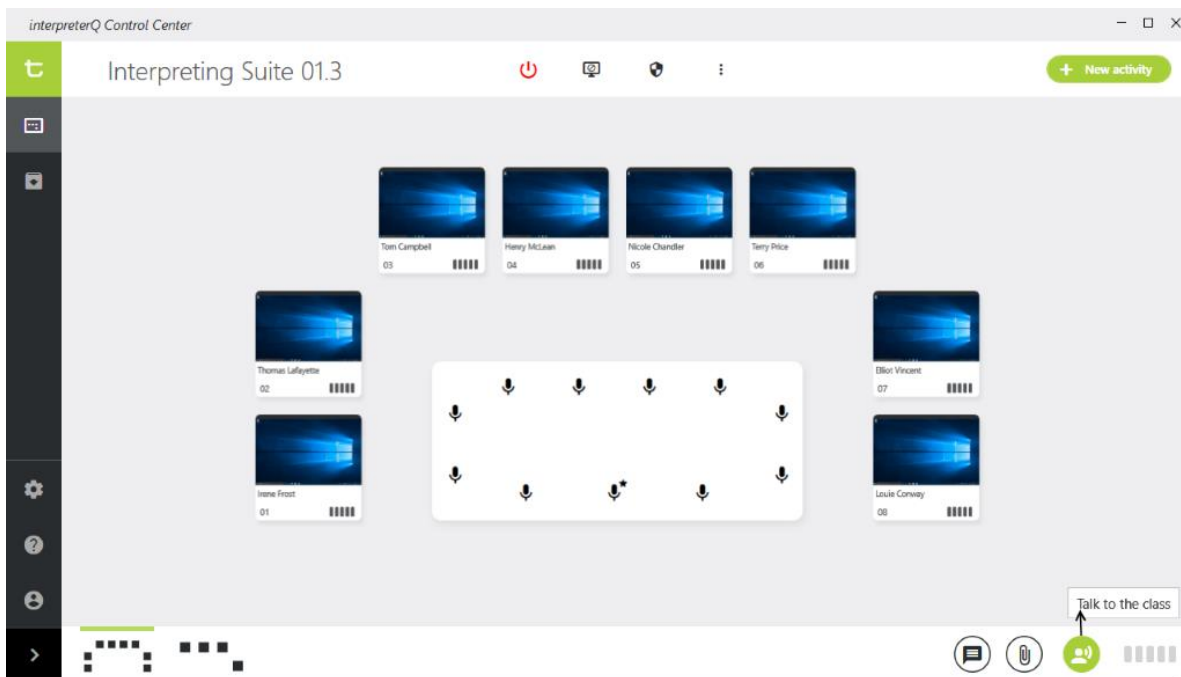 interpreterQ Control Center
Interpreting Suite 01.3
+ New activity
Tom Campbell
03
Henry McLean
04
Nicole Chandler
05
Terry Price
06
Thomas Lafayette
02
Elliot Vincent
07
Irene Frost
01
Louie Conway
08
Talk to the class